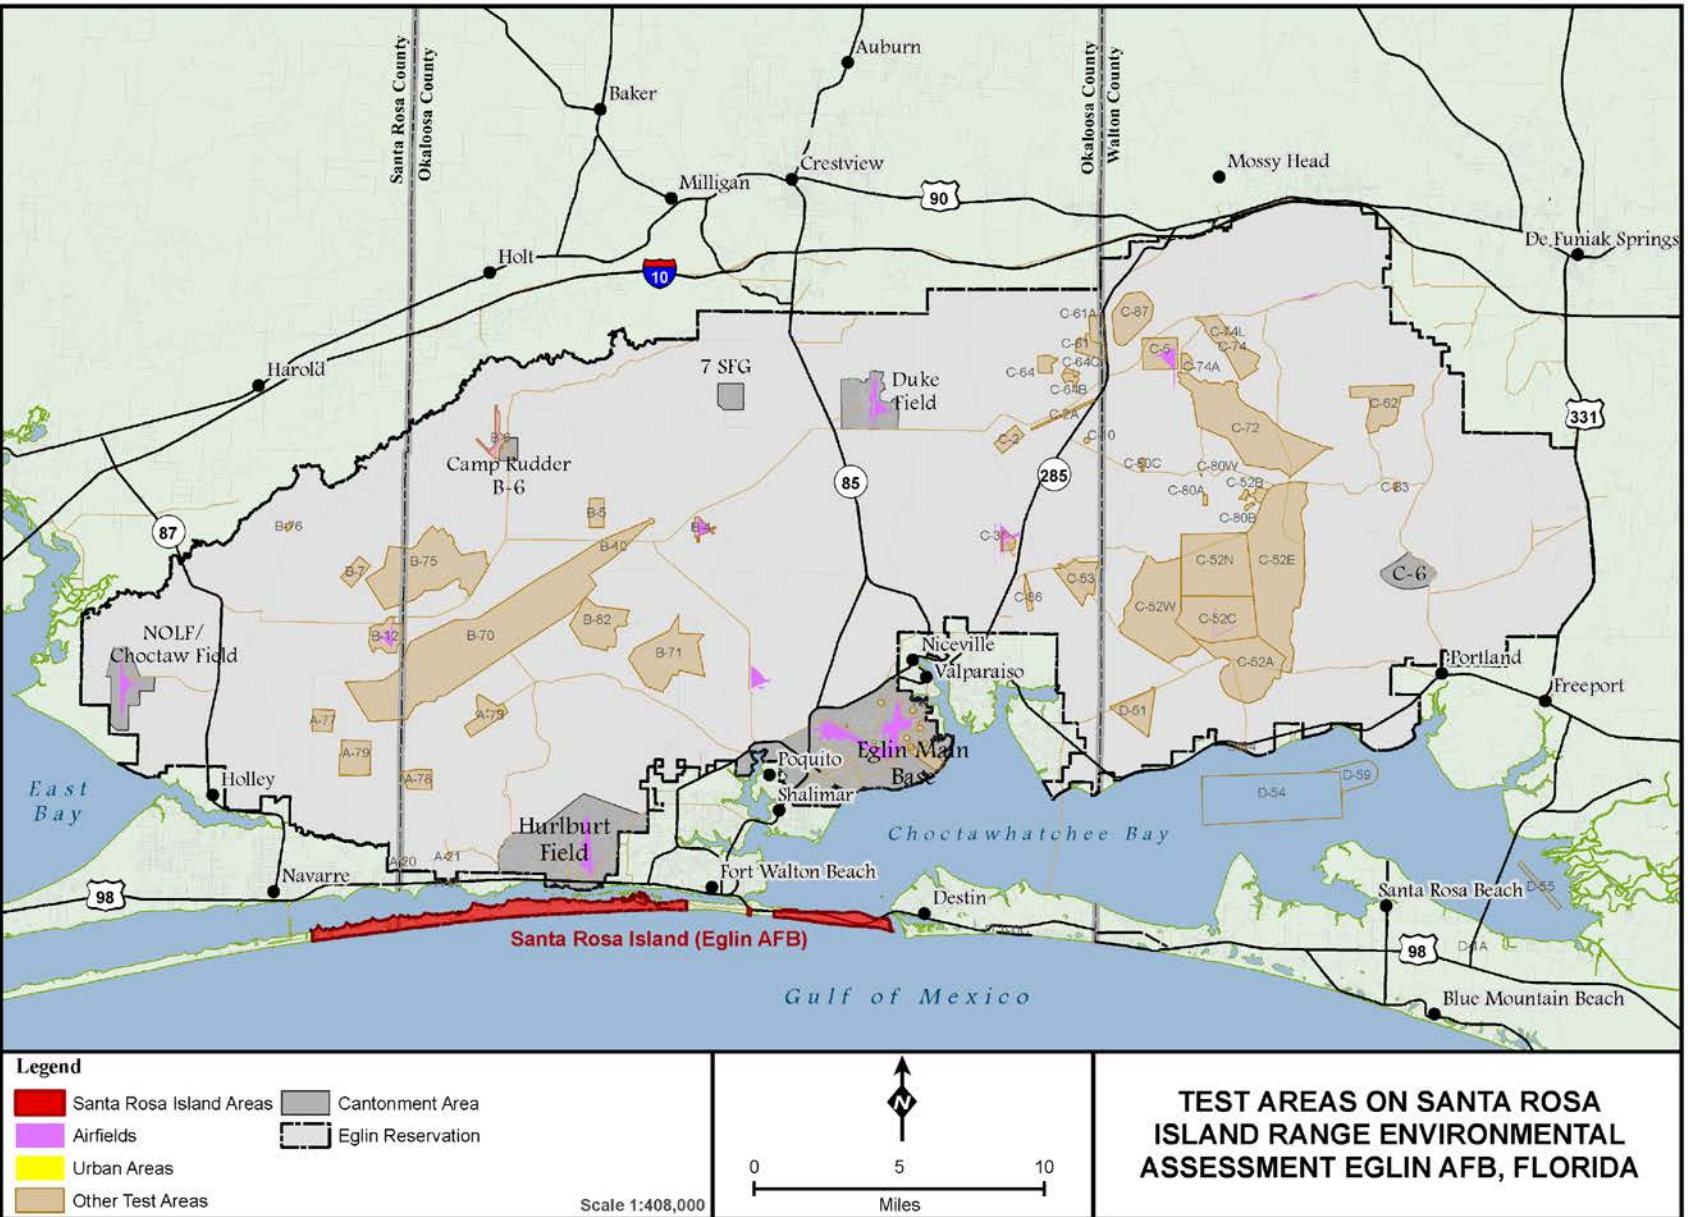 Santa Rosa County
Okaloosa County
Okaloosa County
Walton County
Auburn
Baker
Crestview
Milligan
Mossy Head
90
De Funiak Springs
Holt
10
Harold
C-61A
C-87
C-61
C-74L
C-74
C-5
C-64C
C-74A
C-64
C-64B
7 SFG
Duke
Field
C-2A
C-62
331
C-2
C-10
C-72
B-6
Camp Rudder
B-6
85
285
C-80C
C-80W
C-52B
C-80A
C-83
C-80B
87
B-76
B-5
B-4
B-40
C-3
B-7
B-75
C-53
C-52N
C-52E
C-6
C-86
C-52W
C-52C
B-12
B-70
B-82
B-71
C-52A
NOLF/
Choctaw Field
Niceville
Valparaiso
Portland
Freeport
A-77
A-73
D-51
A-79
A-78
Eglin Main
Base
Poquito
Shalimar
Holley
East
Bay
D-59
D-54
Hurlburt
Field
Choctawhatchee Bay
A-20
A-21
Navarre
Fort Walton Beach
98
Destin
Santa Rosa Beach
D-55
Santa Rosa Island (Eglin AFB)
98
D-1A
Gulf of Mexico
Blue Mountain Beach
Legend
Santa Rosa Island Areas
Cantonment Area
Airfields
Eglin Reservation
Urban Areas
Other Test Areas
Scale 1:408,000
N
0 5 10
Miles
TEST AREAS ON SANTA ROSA
ISLAND RANGE ENVIRONMENTAL
ASSESSMENT EGLIN AFB, FLORIDA